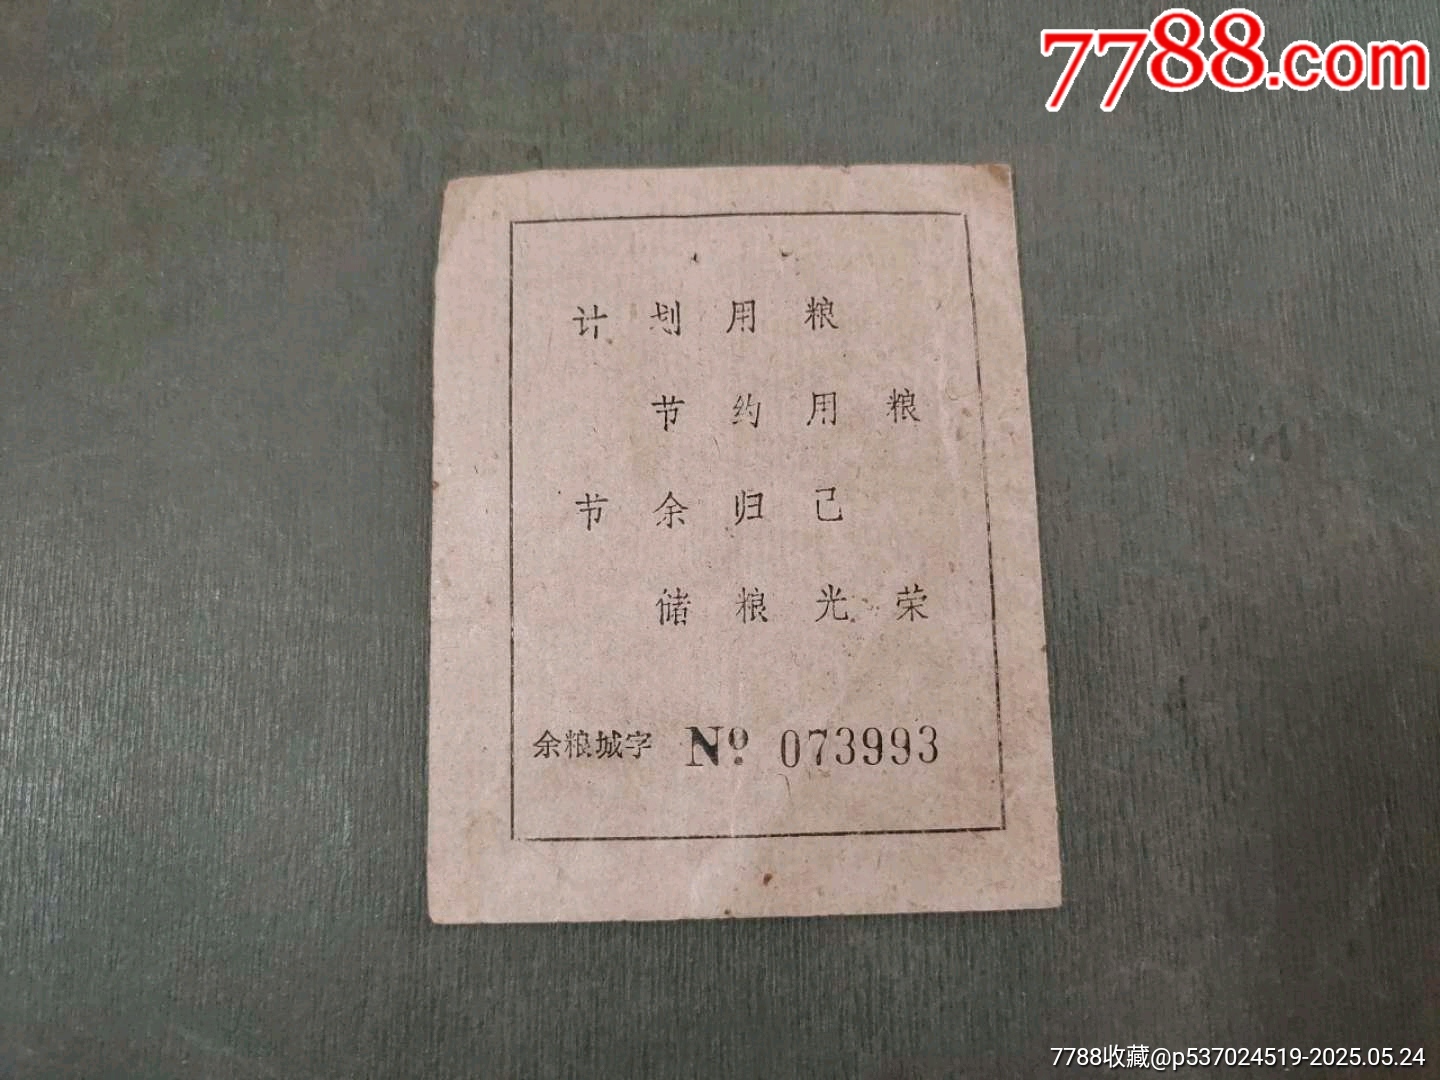 7788.com
计划用粮
节约用粮
节余归己
储粮光荣
余粮城字 Nº 073993
7788收藏@p537024519-2025.05.24